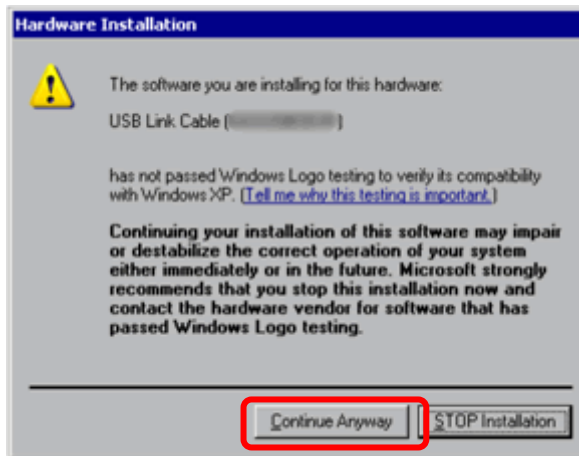 Hardware Installation
The software you are installing for this hardware:
USB Link Cable ( )
has not passed Windows Logo testing to verify its compatibility
with Windows XP. (Tell me why this testing is important.)
Continuing your installation of this software may impair
or destabilize the correct operation of your system
either immediately or in the future. Microsoft strongly
recommends that you stop this installation now and
contact the hardware vendor for software that has
passed Windows Logo testing.
Continue Anyway
STOP Installation